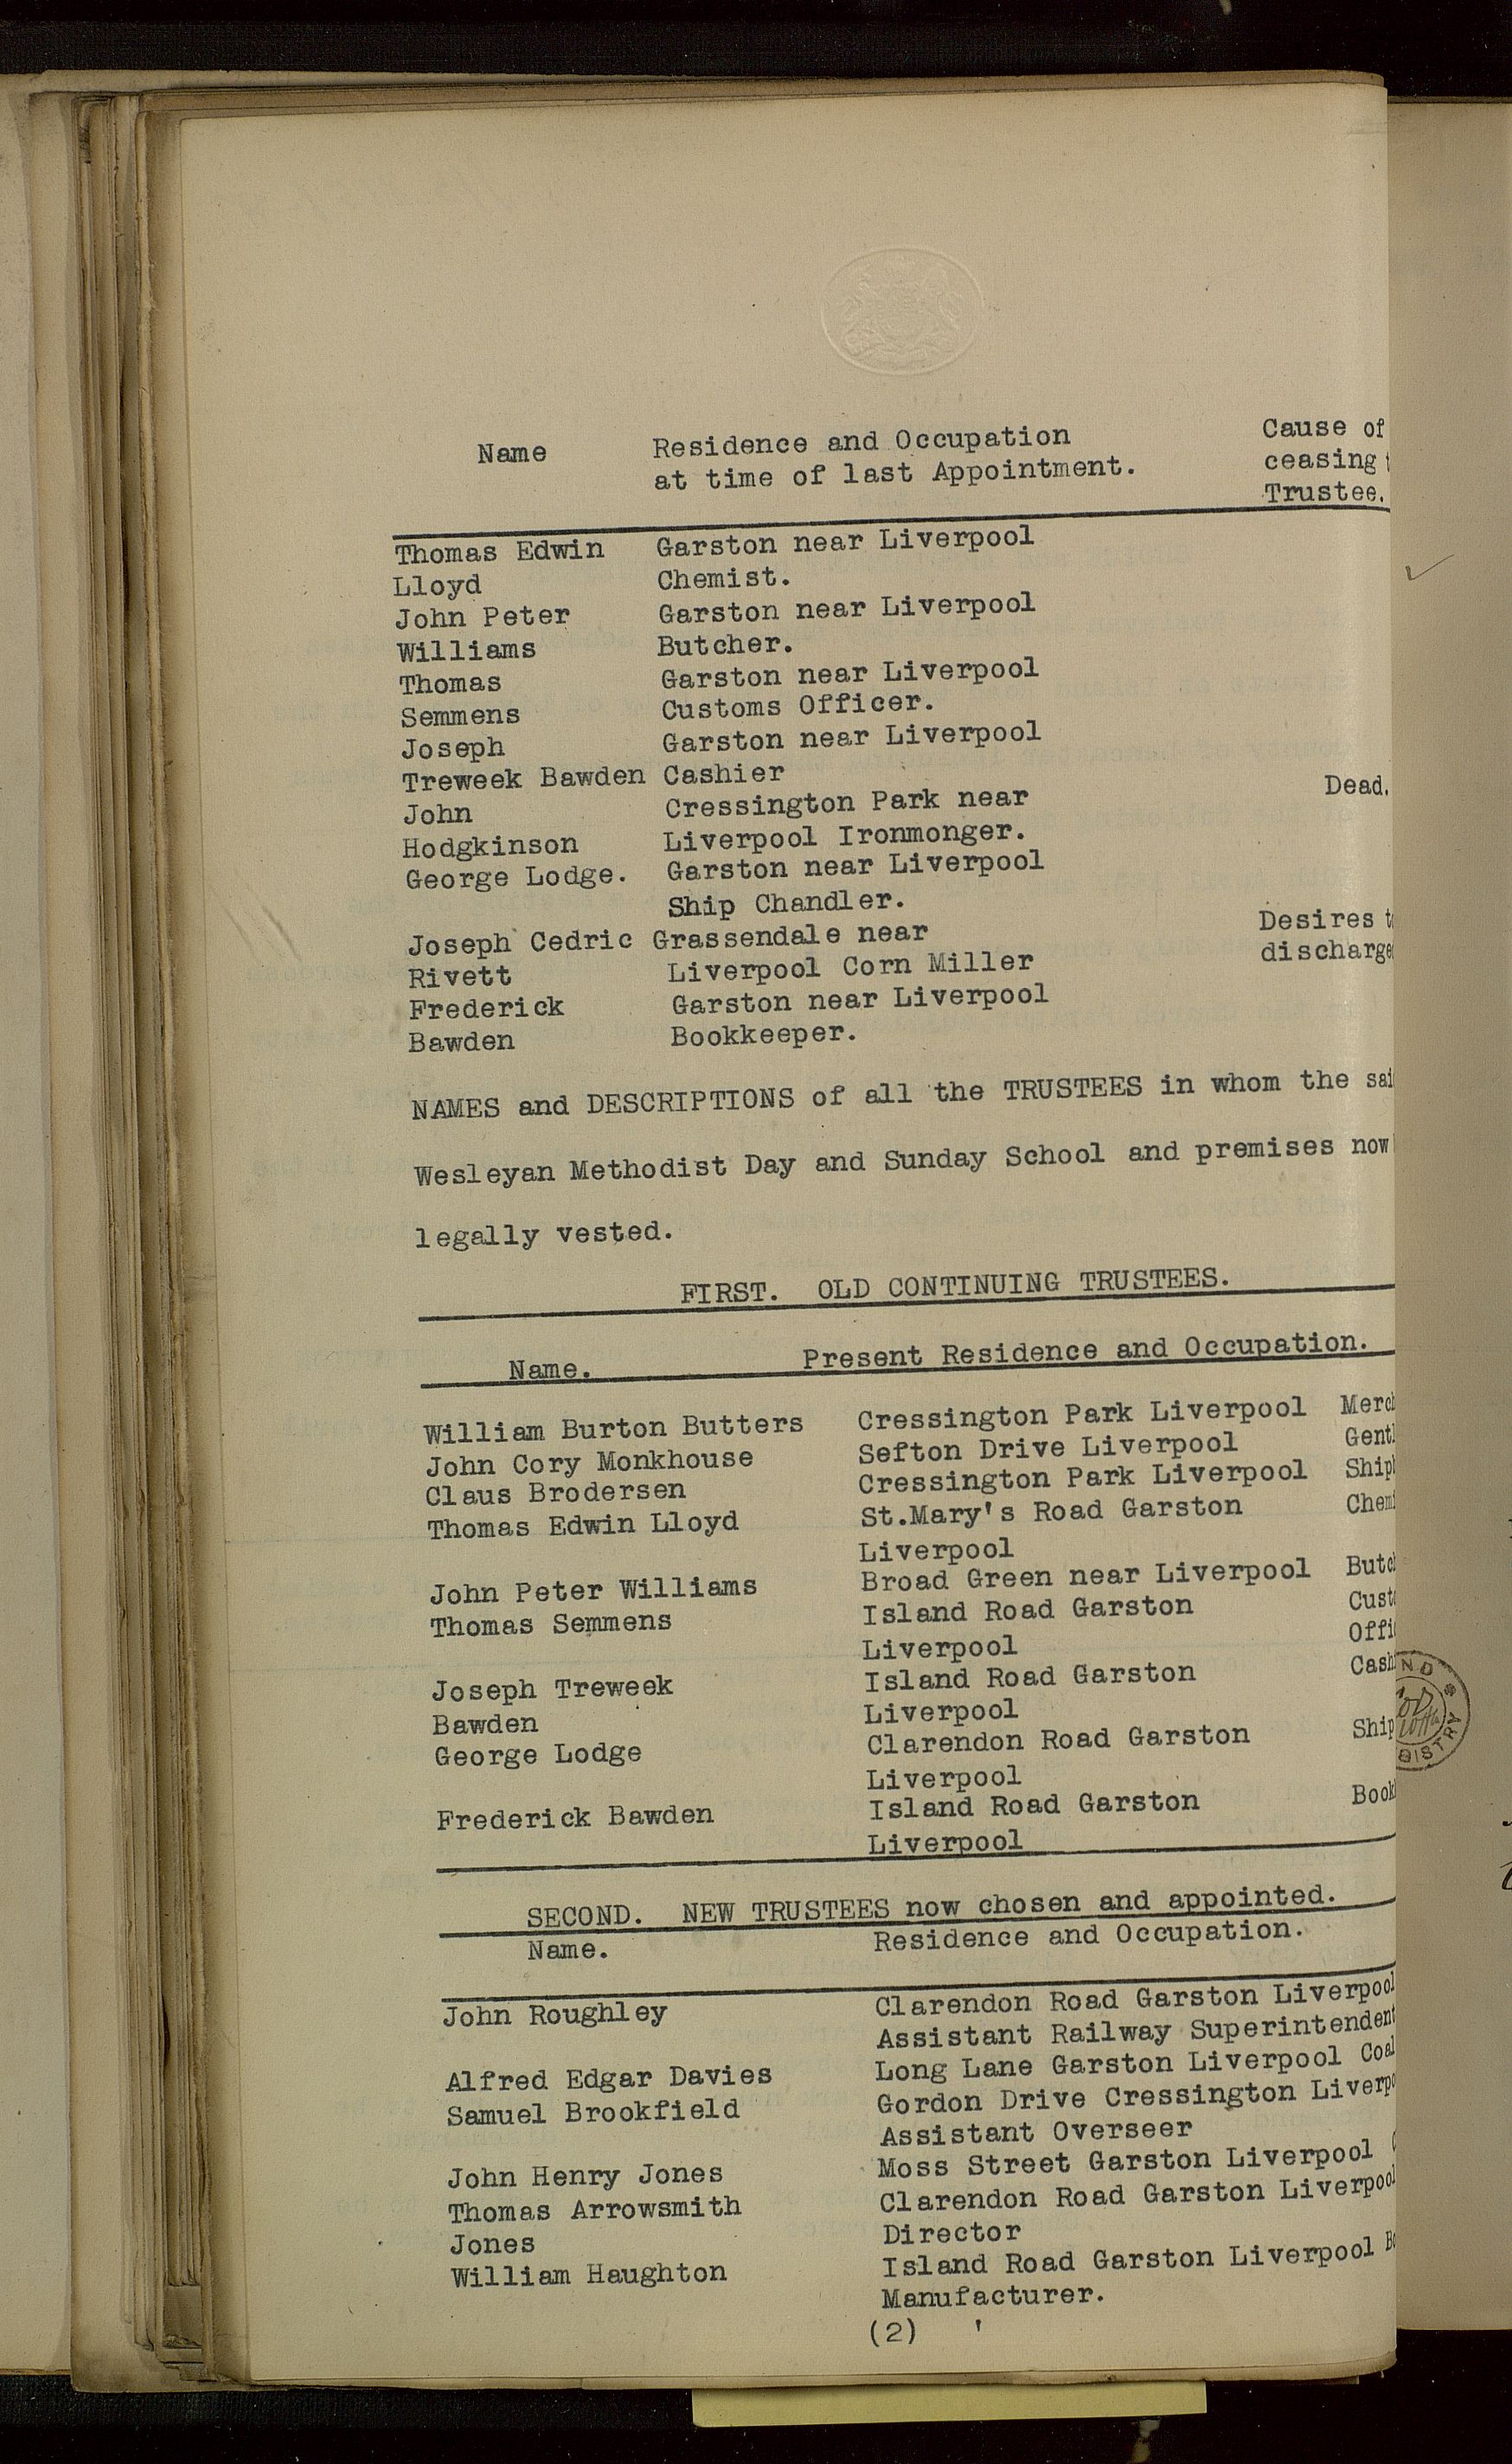 Name Residence and Occupation Cause of
at time of last Appointment. ceasing
Trustee.
Thomas Edwin Garston near Liverpool
Lloyd Chemist.
John Peter Garston near Liverpool
Williams Butcher.
Thomas Garston near Liverpool
Semmens Customs Officer.
Joseph Garston near Liverpool
Treweek Bawden Cashier
John Cressington Park near Dead.
Hodgkinson Liverpool Ironmonger.
George Lodge. Garston near Liverpool
Ship Chandler.
Joseph Cedric Grassendale near Desires
Rivett Liverpool Corn Miller
Frederick Garston near Liverpool
Bawden Bookkeeper.
NAMES and DESCRIPTIONS of all the TRUSTEES in whom the
Wesleyan Methodist Day and Sunday School and premises now
legally vested.
FIRST. OLD CONTINUING TRUSTEES.
Name. Present Residence and Occupation.
William Burton Butters Cressington Park Liverpool
John Cory Monkhouse Sefton Drive Liverpool
Claus Brodersen Cressington Park Liverpool
Thomas Edwin Lloyd St.Mary's Road Garston
Liverpool
John Peter Williams Broad Green near Liverpool
Thomas Semmens Island Road Garston
Liverpool
Joseph Treweek Island Road Garston
Bawden Liverpool
George Lodge Clarendon Road Garston Ship
Liverpool
Frederick Bawden Island Road Garston
Liverpool
SECOND. NEW TRUSTEES now chosen and appointed.
Name. Residence and Occupation.
John Roughley Clarendon Road Garston Liverpool
Assistant Railway Superintendent
Alfred Edgar Davies Long Lane Garston Liverpool Coal
Samuel Brookfield Gordon Drive Cressington
Assistant Overseer
John Henry Jones Moss Street Garston Liverpool
Thomas Arrowsmith Clarendon Road Garston Liverpool
Jones Director
William Haughton Island Road Garston Liverpool
Manufacturer.
(2)